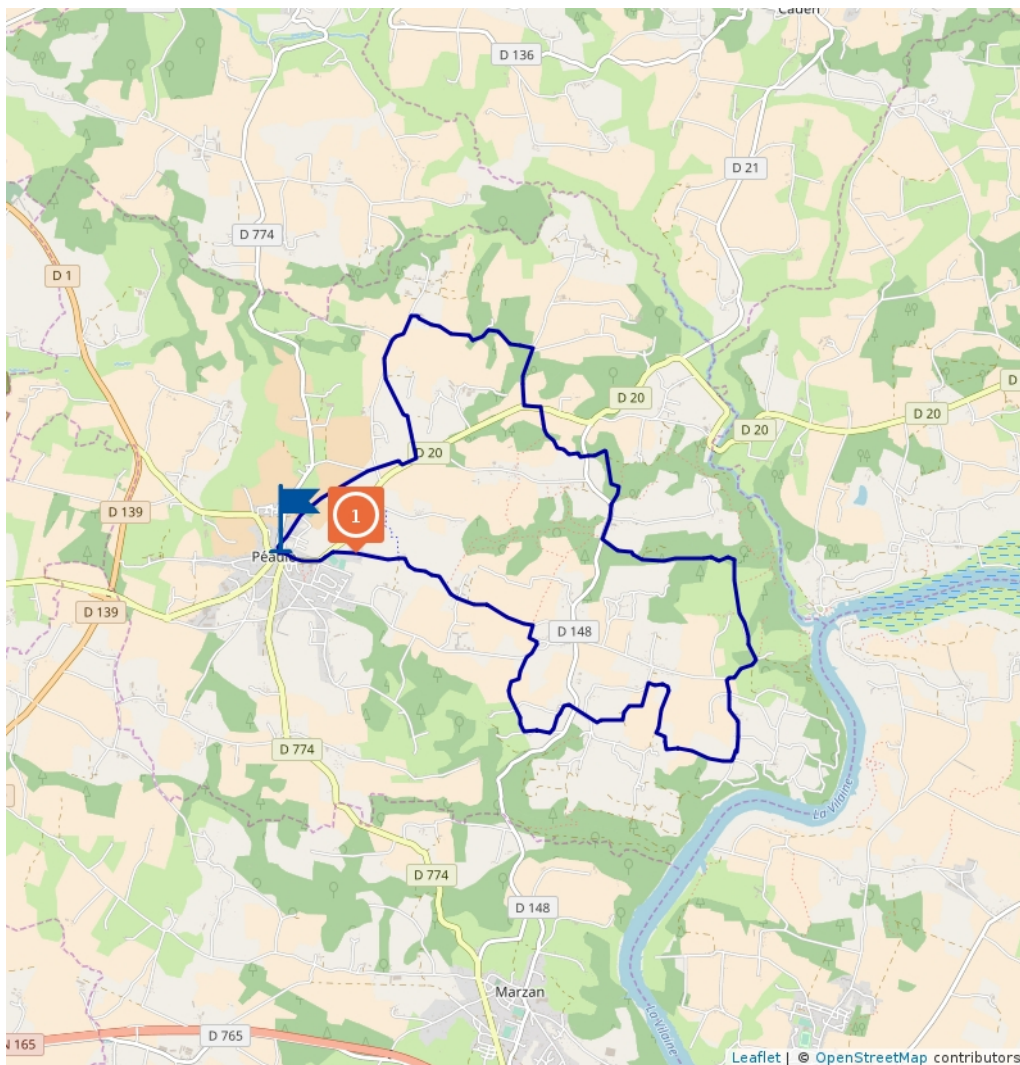 Caden
D 136
D 21
D 774
D 1
D 20
D 20
D 20
D 20
D
D 139
1
Péaule
D 139
D 148
D 774
La Vilaine
D 774
D 148
Marzan
La Vilaine
N 165
D 765
Leaflet | © OpenStreetMap contributors